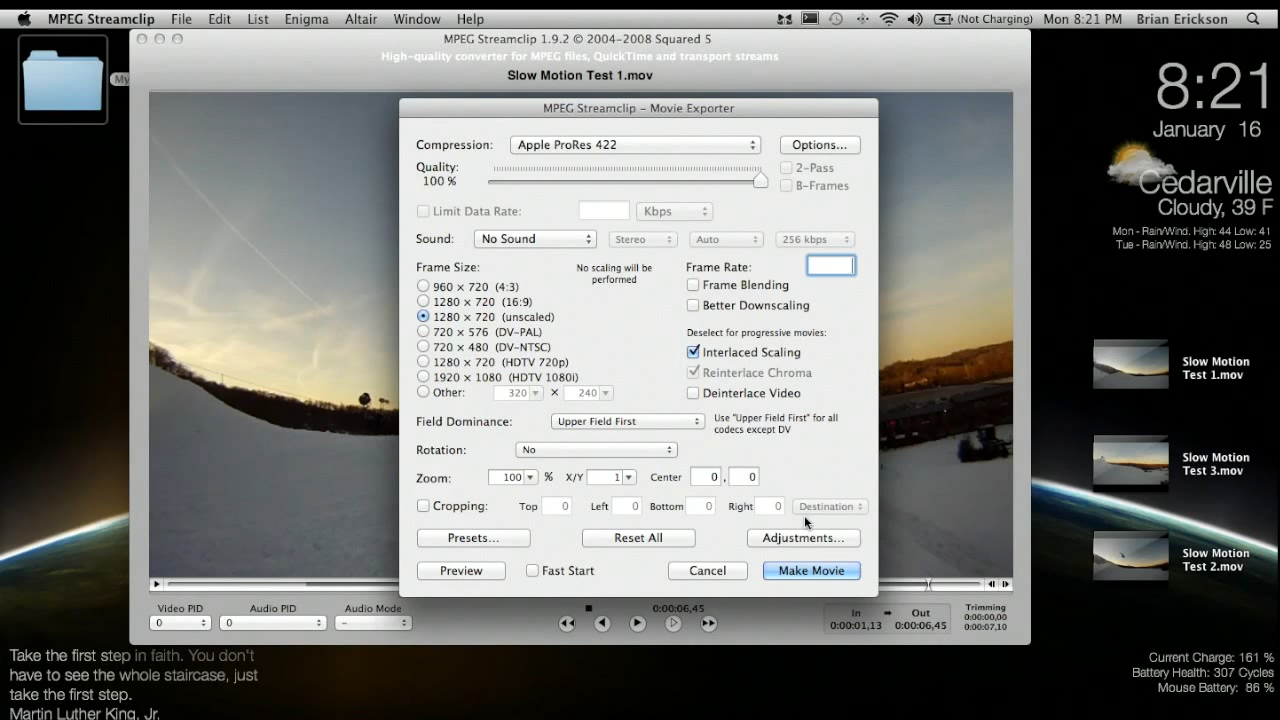 MPEG Streamclip File Edit List Enigma Altair Window Help (Not Charging) Mon 8:21 PM Brian Erickson
MPEG Streamclip 1.9.2 © 2004-2008 Squared 5
High-quality converter for MPEG files, QuickTime and transport streams
Slow Motion Test 1.mov
My
MPEG Streamclip – Movie Exporter
Compression: Apple ProRes 422 Options...
Quality: 2-Pass
100 % B-Frames
Limit Data Rate: Kbps
Sound: No Sound Stereo Auto 256 kbps
Frame Size: No scaling will be performed Frame Rate:
960 × 720 (4:3) Frame Blending
1280 × 720 (16:9) Better Downscaling
1280 × 720 (unscaled)
720 × 576 (DV-PAL) Deselect for progressive movies:
720 × 480 (DV-NTSC) Interlaced Scaling
1280 × 720 (HDTV 720p) Reinterlace Chroma
1920 × 1080 (HDTV 1080i)
Other: 320 × 240 Deinterlace Video
Field Dominance: Upper Field First Use "Upper Field First" for all codecs except DV
Rotation: No
Zoom: 100 % X/Y 1 Center 0 , 0
Cropping: Top 0 Left 0 Bottom 0 Right 0 Destination
Presets... Reset All Adjustments...
Preview Fast Start Cancel Make Movie
Video PID Audio PID Audio Mode 0:00:06,45 In Out Trimming
0 0 – 0:00:01,13 0:00:06,45 0:00:00,00
0:00:07,10
8:21
January 16
Cedarville
Cloudy, 39 F
Mon - Rain/Wind. High: 44 Low: 41
Tue - Rain/Wind. High: 48 Low: 25
Slow Motion
Test 1.mov
Slow Motion
Test 3.mov
Slow Motion
Test 2.mov
Take the first step in faith. You don't
have to see the whole staircase, just
take the first step.
Martin Luther King, Jr.
Current Charge: 161 %
Battery Health: 307 Cycles
Mouse Battery: 86 %